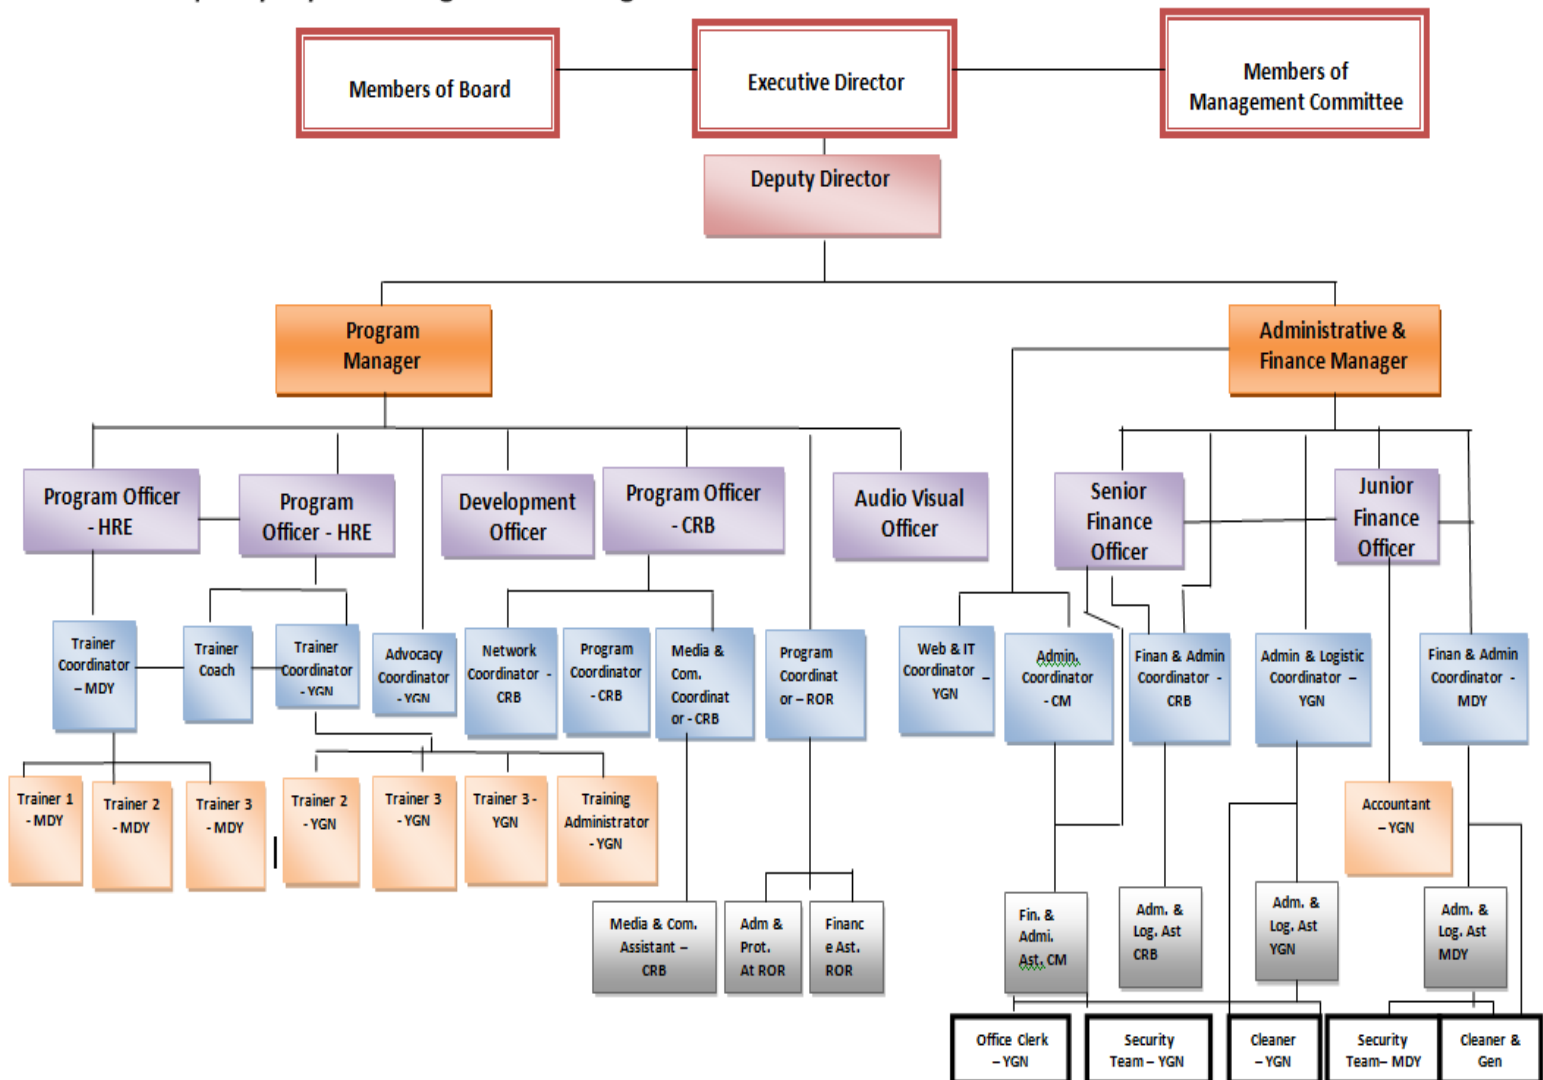 Members of Board
Executive Director
Members of
Management Committee
Deputy Director
Program
Manager
Administrative &
Finance Manager
Program Officer
- HRE
Program
Officer - HRE
Development
Officer
Program Officer
- CRB
Audio Visual
Officer
Senior
Finance
Officer
Junior
Finance
Officer
Trainer
Coordinator
– MDY
Trainer
Coach
Trainer
Coordinator
- YGN
Advocacy
Coordinator
- YGN
Network
Coordinator -
CRB
Program
Coordinator
- CRB
Media &
Com.
Coordinat
or - CRB
Program
Coordinat
or – ROR
Web & IT
Coordinator –
YGN
Admin.
Coordinator
- CM
Finan & Admin
Coordinator -
CRB
Admin & Logistic
Coordinator –
YGN
Finan & Admin
Coordinator -
MDY
Trainer 1
- MDY
Trainer 2
- MDY
Trainer 3
- MDY
Trainer 2
- YGN
Trainer 3
- YGN
Trainer 3 -
YGN
Training
Administrator
- YGN
Accountant
– YGN
Media & Com.
Assistant –
CRB
Adm &
Prot.
At ROR
Financ
e Ast.
ROR
Fin. &
Admi.
Ast. CM
Adm. &
Log. Ast
CRB
Adm. &
Log. Ast
YGN
Adm. &
Log. Ast
MDY
Office Clerk
– YGN
Security
Team – YGN
Cleaner
– YGN
Security
Team– MDY
Cleaner &
Gen